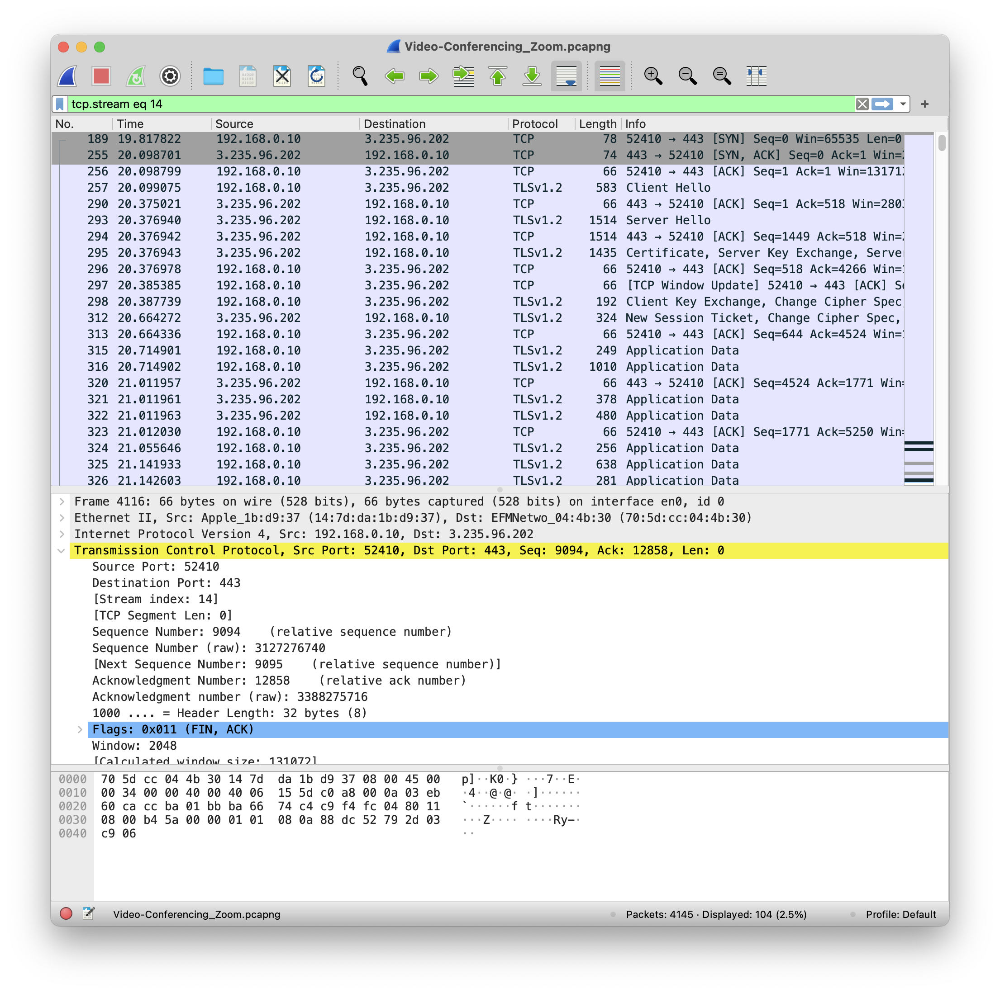 Video-Conferencing_Zoom.pcapng
tcp.stream eq 14
+
No. Time Source Destination Protocol Length Info
189 19.817822 192.168.0.10 3.235.96.202 TCP 78 52410 → 443 [SYN] Seq=0 Win=65535 Len=0
255 20.098701 3.235.96.202 192.168.0.10 TCP 74 443 → 52410 [SYN, ACK] Seq=0 Ack=1 Win=
256 20.098799 192.168.0.10 3.235.96.202 TCP 66 52410 → 443 [ACK] Seq=1 Ack=1 Win=131712
257 20.099075 192.168.0.10 3.235.96.202 TLSv1.2 583 Client Hello
290 20.375021 3.235.96.202 192.168.0.10 TCP 66 443 → 52410 [ACK] Seq=1 Ack=518 Win=280
293 20.376940 3.235.96.202 192.168.0.10 TLSv1.2 1514 Server Hello
294 20.376942 3.235.96.202 192.168.0.10 TCP 1514 443 → 52410 [ACK] Seq=1449 Ack=518 Win=
295 20.376943 3.235.96.202 192.168.0.10 TLSv1.2 1435 Certificate, Server Key Exchange, Serve
296 20.376978 192.168.0.10 3.235.96.202 TCP 66 52410 → 443 [ACK] Seq=518 Ack=4266 Win=
297 20.385385 192.168.0.10 3.235.96.202 TCP 66 [TCP Window Update] 52410 → 443 [ACK] Se
298 20.387739 192.168.0.10 3.235.96.202 TLSv1.2 192 Client Key Exchange, Change Cipher Spec,
312 20.664272 3.235.96.202 192.168.0.10 TLSv1.2 324 New Session Ticket, Change Cipher Spec,
313 20.664336 192.168.0.10 3.235.96.202 TCP 66 52410 → 443 [ACK] Seq=644 Ack=4524 Win=
315 20.714901 192.168.0.10 3.235.96.202 TLSv1.2 249 Application Data
316 20.714902 192.168.0.10 3.235.96.202 TLSv1.2 1010 Application Data
320 21.011957 3.235.96.202 192.168.0.10 TCP 66 443 → 52410 [ACK] Seq=4524 Ack=1771 Win=
321 21.011961 3.235.96.202 192.168.0.10 TLSv1.2 378 Application Data
322 21.011963 3.235.96.202 192.168.0.10 TLSv1.2 480 Application Data
323 21.012030 192.168.0.10 3.235.96.202 TCP 66 52410 → 443 [ACK] Seq=1771 Ack=5250 Win=
324 21.055646 192.168.0.10 3.235.96.202 TLSv1.2 256 Application Data
325 21.141933 192.168.0.10 3.235.96.202 TLSv1.2 638 Application Data
326 21.142603 192.168.0.10 3.235.96.202 TLSv1.2 281 Application Data
Frame 4116: 66 bytes on wire (528 bits), 66 bytes captured (528 bits) on interface en0, id 0
Ethernet II, Src: Apple_1b:d9:37 (14:7d:da:1b:d9:37), Dst: EFMNetwo_04:4b:30 (70:5d:cc:04:4b:30)
Internet Protocol Version 4, Src: 192.168.0.10, Dst: 3.235.96.202
Transmission Control Protocol, Src Port: 52410, Dst Port: 443, Seq: 9094, Ack: 12858, Len: 0
Source Port: 52410
Destination Port: 443
[Stream index: 14]
[TCP Segment Len: 0]
Sequence Number: 9094 (relative sequence number)
Sequence Number (raw): 3127276740
[Next Sequence Number: 9095 (relative sequence number)]
Acknowledgment Number: 12858 (relative ack number)
Acknowledgment number (raw): 3388275716
1000 .... = Header Length: 32 bytes (8)
Flags: 0x011 (FIN, ACK)
Window: 2048
[Calculated window size: 131072]
0000 70 5d cc 04 4b 30 14 7d da 1b d9 37 08 00 45 00 p]··K0·} ···7··E·
0010 00 34 00 00 40 00 40 06 15 5d c0 a8 00 0a 03 eb ·4··@·@· ·]······
0020 60 ca cc ba 01 bb ba 66 74 c4 c9 f4 fc 04 80 11 `······f t·······
0030 08 00 b4 5a 00 00 01 01 08 0a 88 dc 52 79 2d 03 ···Z···· ····Ry-·
0040 c9 06 ··
Video-Conferencing_Zoom.pcapng
Packets: 4145 · Displayed: 104 (2.5%)
Profile: Default